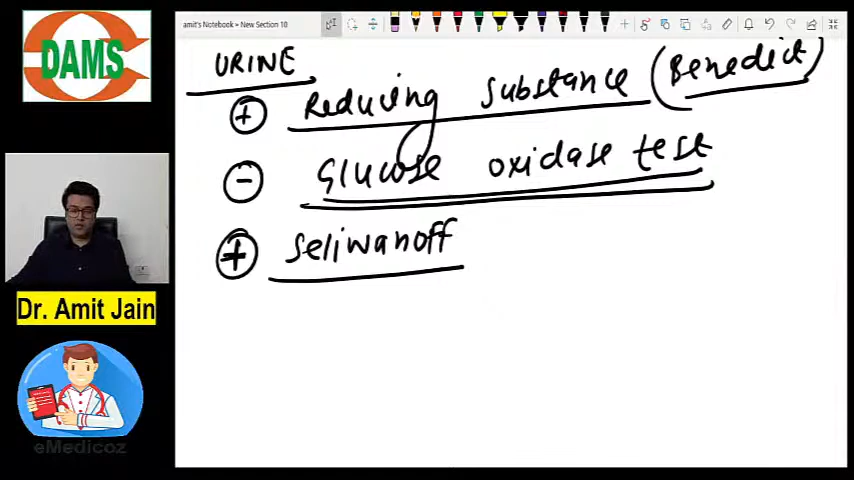 amit's Notebook > New Section 10
DAMS
URINE
+ Reducing substance (Benedict)
- Glucose oxidase test
+ seliwanoff
Dr. Amit Jain
eMedicoz